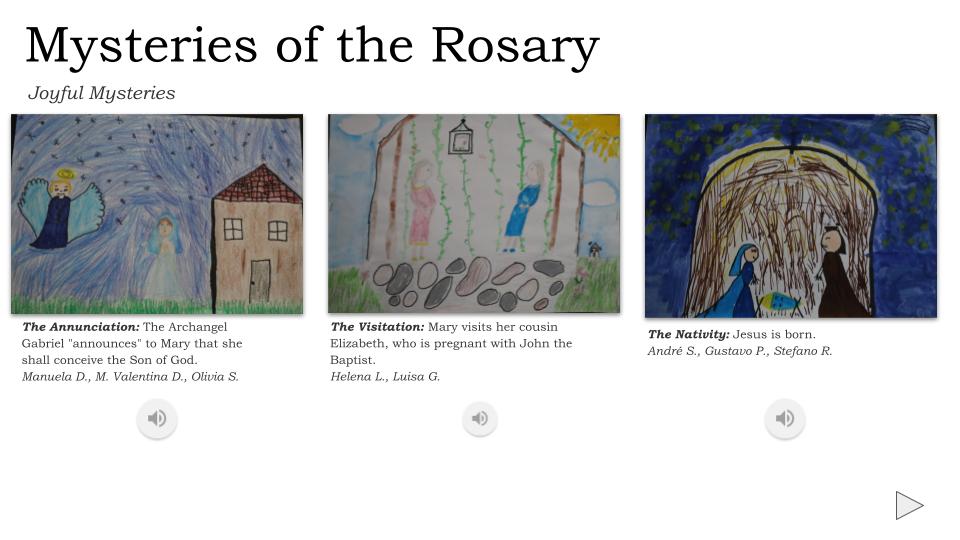 Mysteries of the Rosary
Joyful Mysteries
The Annunciation: The Archangel
Gabriel "announces" to Mary that she
shall conceive the Son of God.
Manuela D., M. Valentina D., Olivia S.
The Visitation: Mary visits her cousin
Elizabeth, who is pregnant with John the
Baptist.
Helena L., Luisa G.
The Nativity: Jesus is born.
André S., Gustavo P., Stefano R.